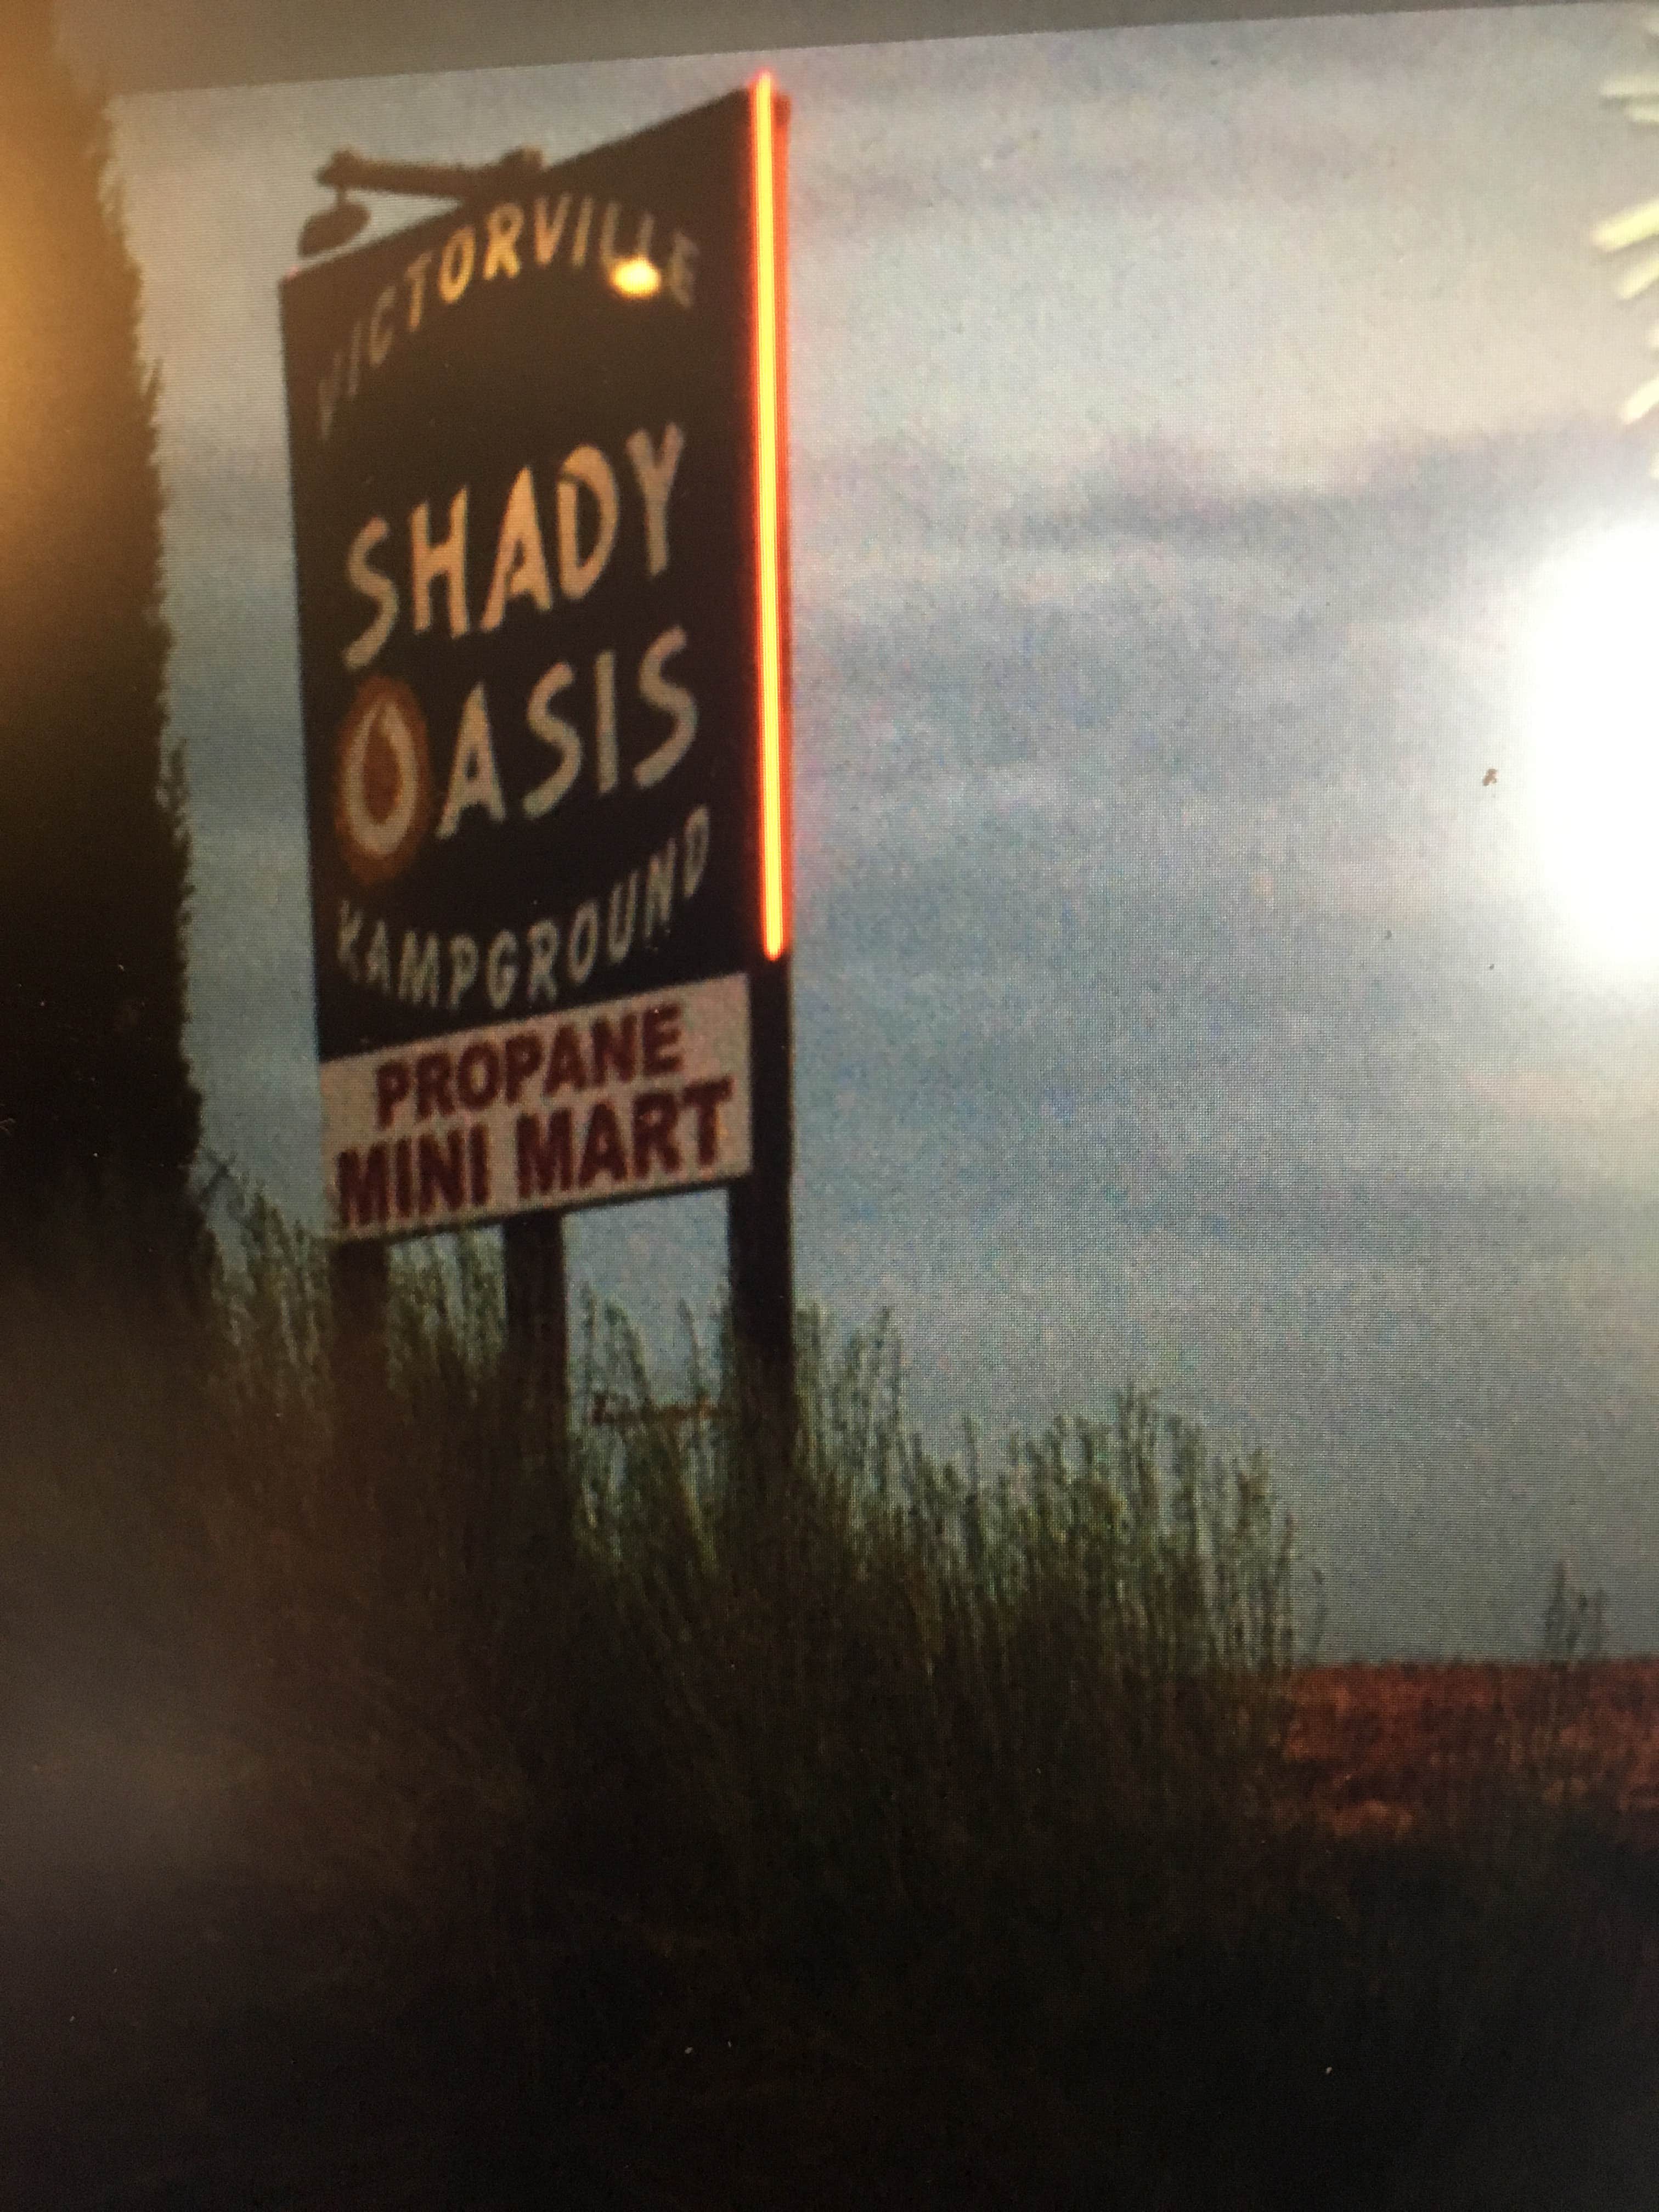 VICTORVILLE
SHADY
OASIS
KAMPGROUND
PROPANE
MINI MART